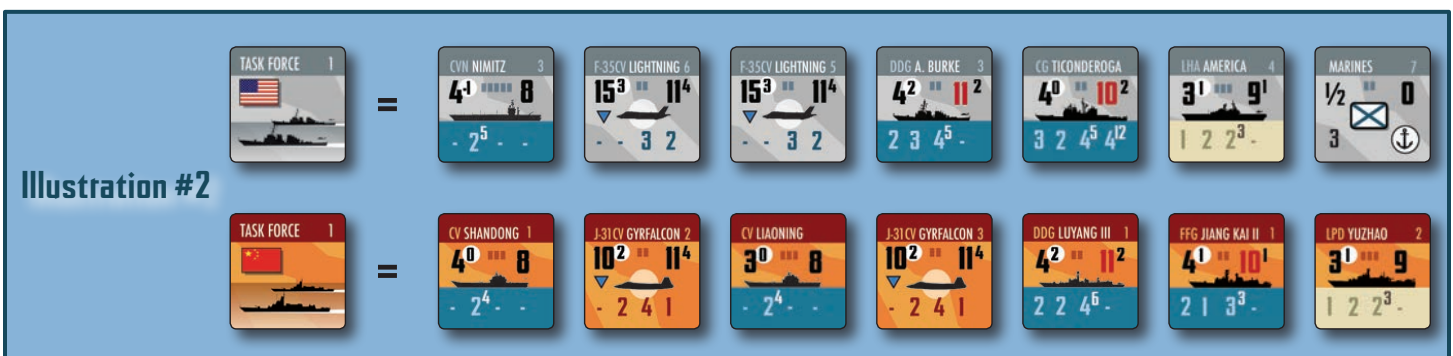 Illustration #2
TASK FORCE 1
=
CVN NIMITZ 3
4-1 8
- 2⁵ - -
F-35CV LIGHTNING 6
15³ 11⁴
- - 3 2
F-35CV LIGHTNING 5
15³ 11⁴
- - 3 2
DDG A. BURKE 3
4² 11²
2 3 4⁵ -
CG TICONDEROGA
4⁰ 10²
3 2 4⁵ 4¹²
LHA AMERICA 4
3¹ 9¹
1 2 2³ -
MARINES 7
½ 0
3
TASK FORCE 1
=
CV SHANDONG 1
4⁰ 8
- 2⁴ - -
J-31CV GYRFALCON 2
10² 11⁴
- 2 4 1
CV LIAONING
3⁰ 8
- 2⁴ - -
J-31CV GYRFALCON 3
10² 11⁴
- 2 4 1
DDG LUYANG III 1
4² 11²
2 2 4⁶ -
FFG JIANG KAI II 1
4¹ 10¹
2 1 3³ -
LPD YUZHAO 2
3¹ 9
1 2 2³ -